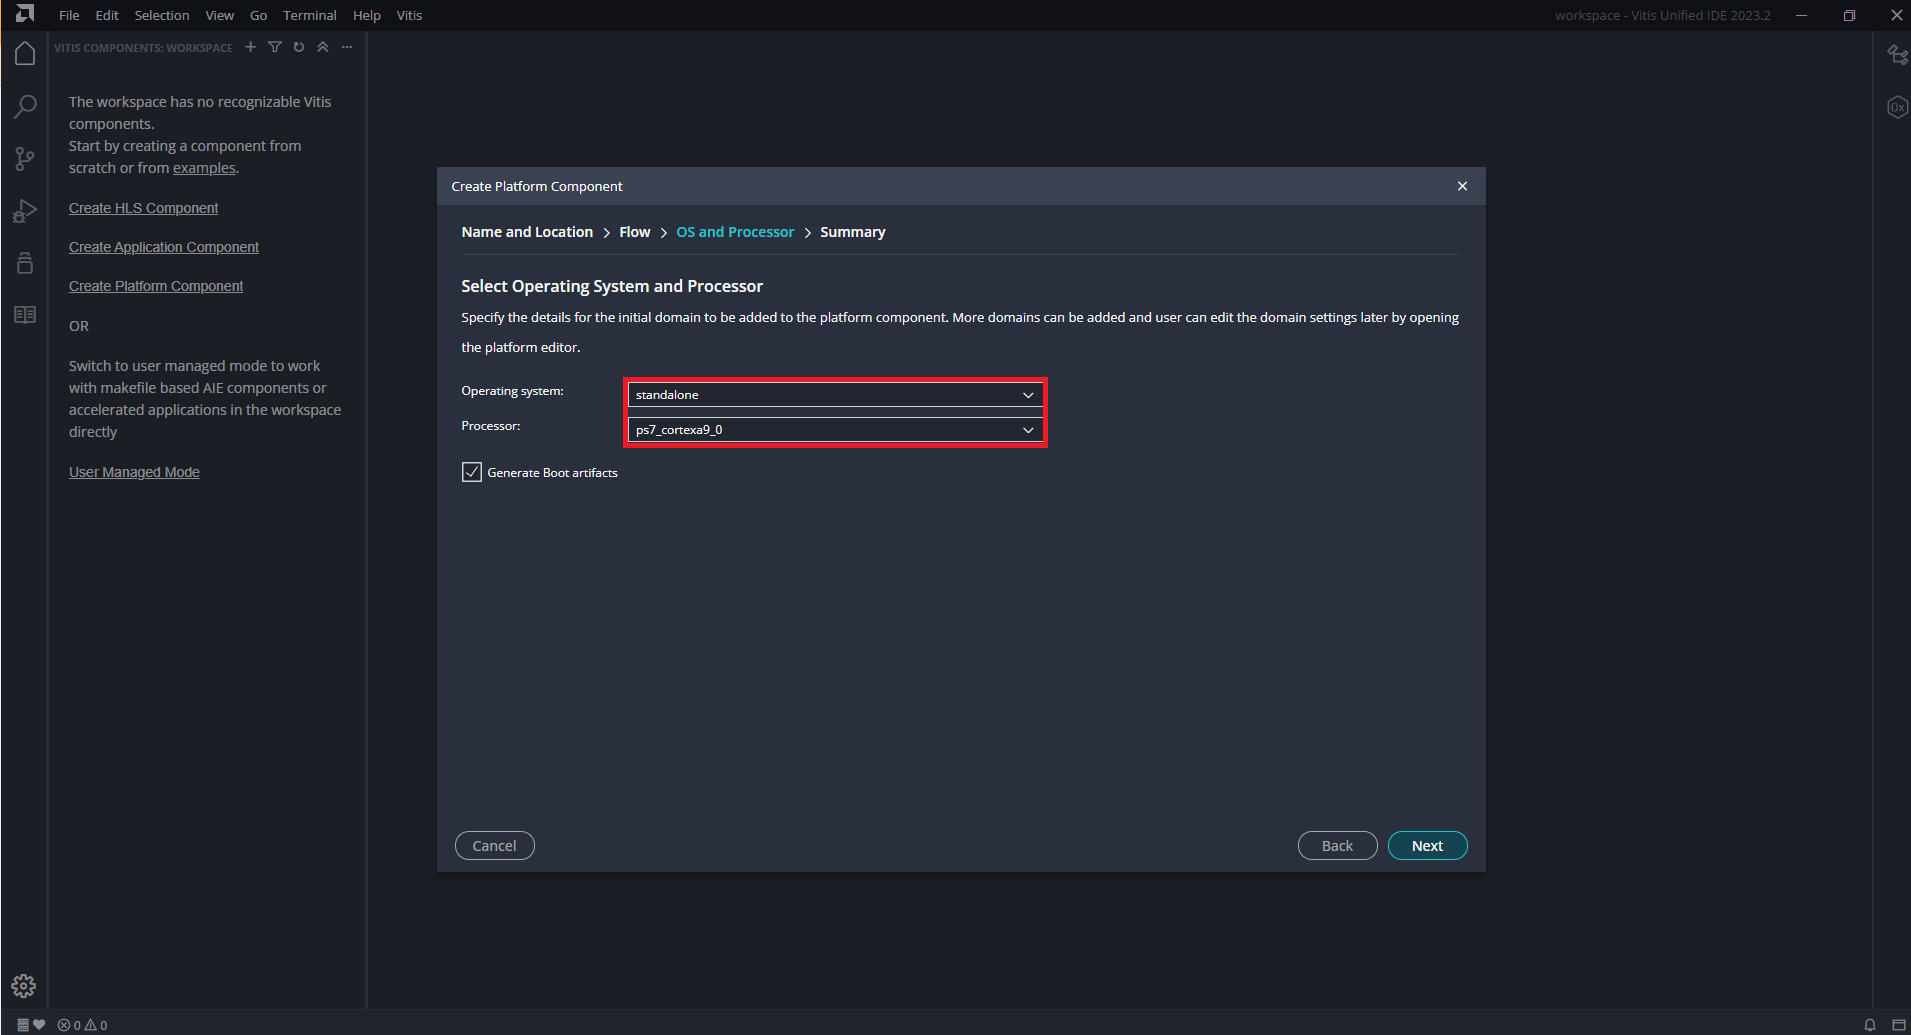 File Edit Selection View Go Terminal Help Vitis
workspace - Vitis Unified IDE 2023.2
VITIS COMPONENTS: WORKSPACE
The workspace has no recognizable Vitis
components.
Start by creating a component from
scratch or from examples.
Create HLS Component
Create Application Component
Create Platform Component
OR
Switch to user managed mode to work
with makefile based AIE components or
accelerated applications in the workspace
directly
User Managed Mode
Create Platform Component
Name and Location > Flow > OS and Processor > Summary
Select Operating System and Processor
Specify the details for the initial domain to be added to the platform component. More domains can be added and user can edit the domain settings later by opening
the platform editor.
Operating system: standalone
Processor: ps7_cortexa9_0
Generate Boot artifacts
Cancel Back Next
0x
0 0